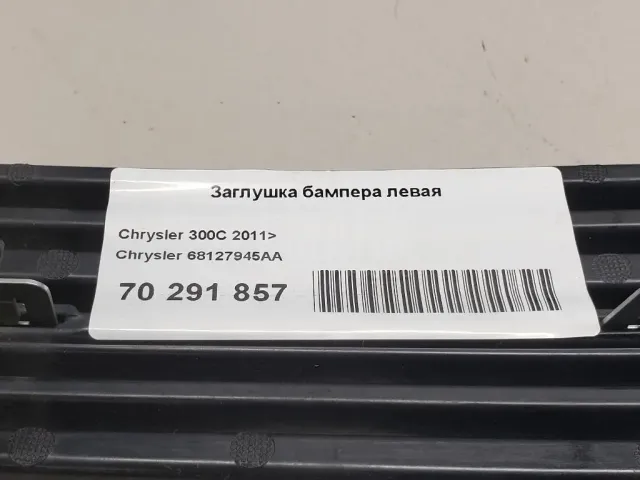 Заглушка бампера левая
Chrysler 300C 2011>
Chrysler 68127945AA
70 291 857